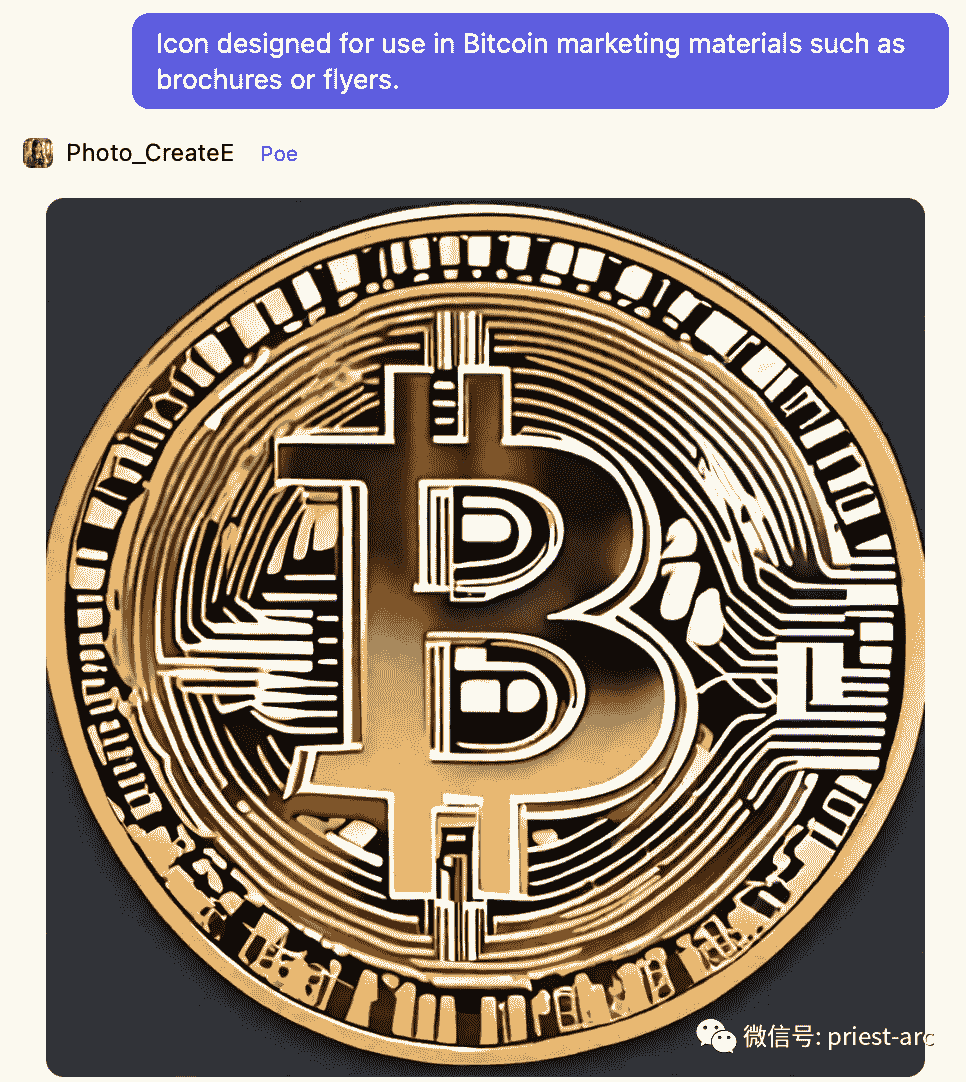 Icon designed for use in Bitcoin marketing materials such as
brochures or flyers.
Photo_CreateE Poe
微信号: priest-arc